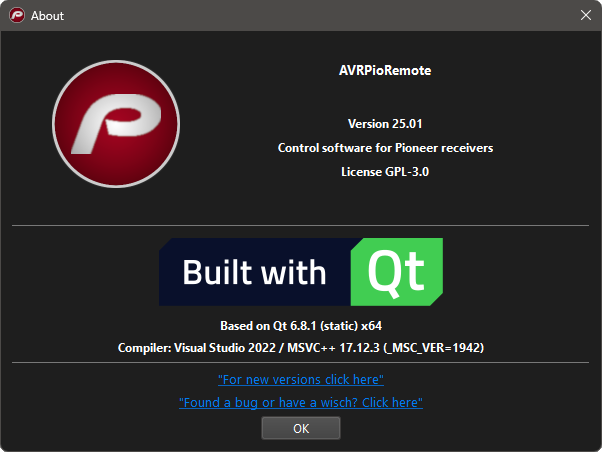 About
AVRPioRemote
Version 25.01
Control software for Pioneer receivers
License GPL-3.0
Built with Qt
Based on Qt 6.8.1 (static) x64
Compiler: Visual Studio 2022 / MSVC++ 17.12.3 (_MSC_VER=1942)
"For new versions click here"
"Found a bug or have a wisch? Click here"
OK